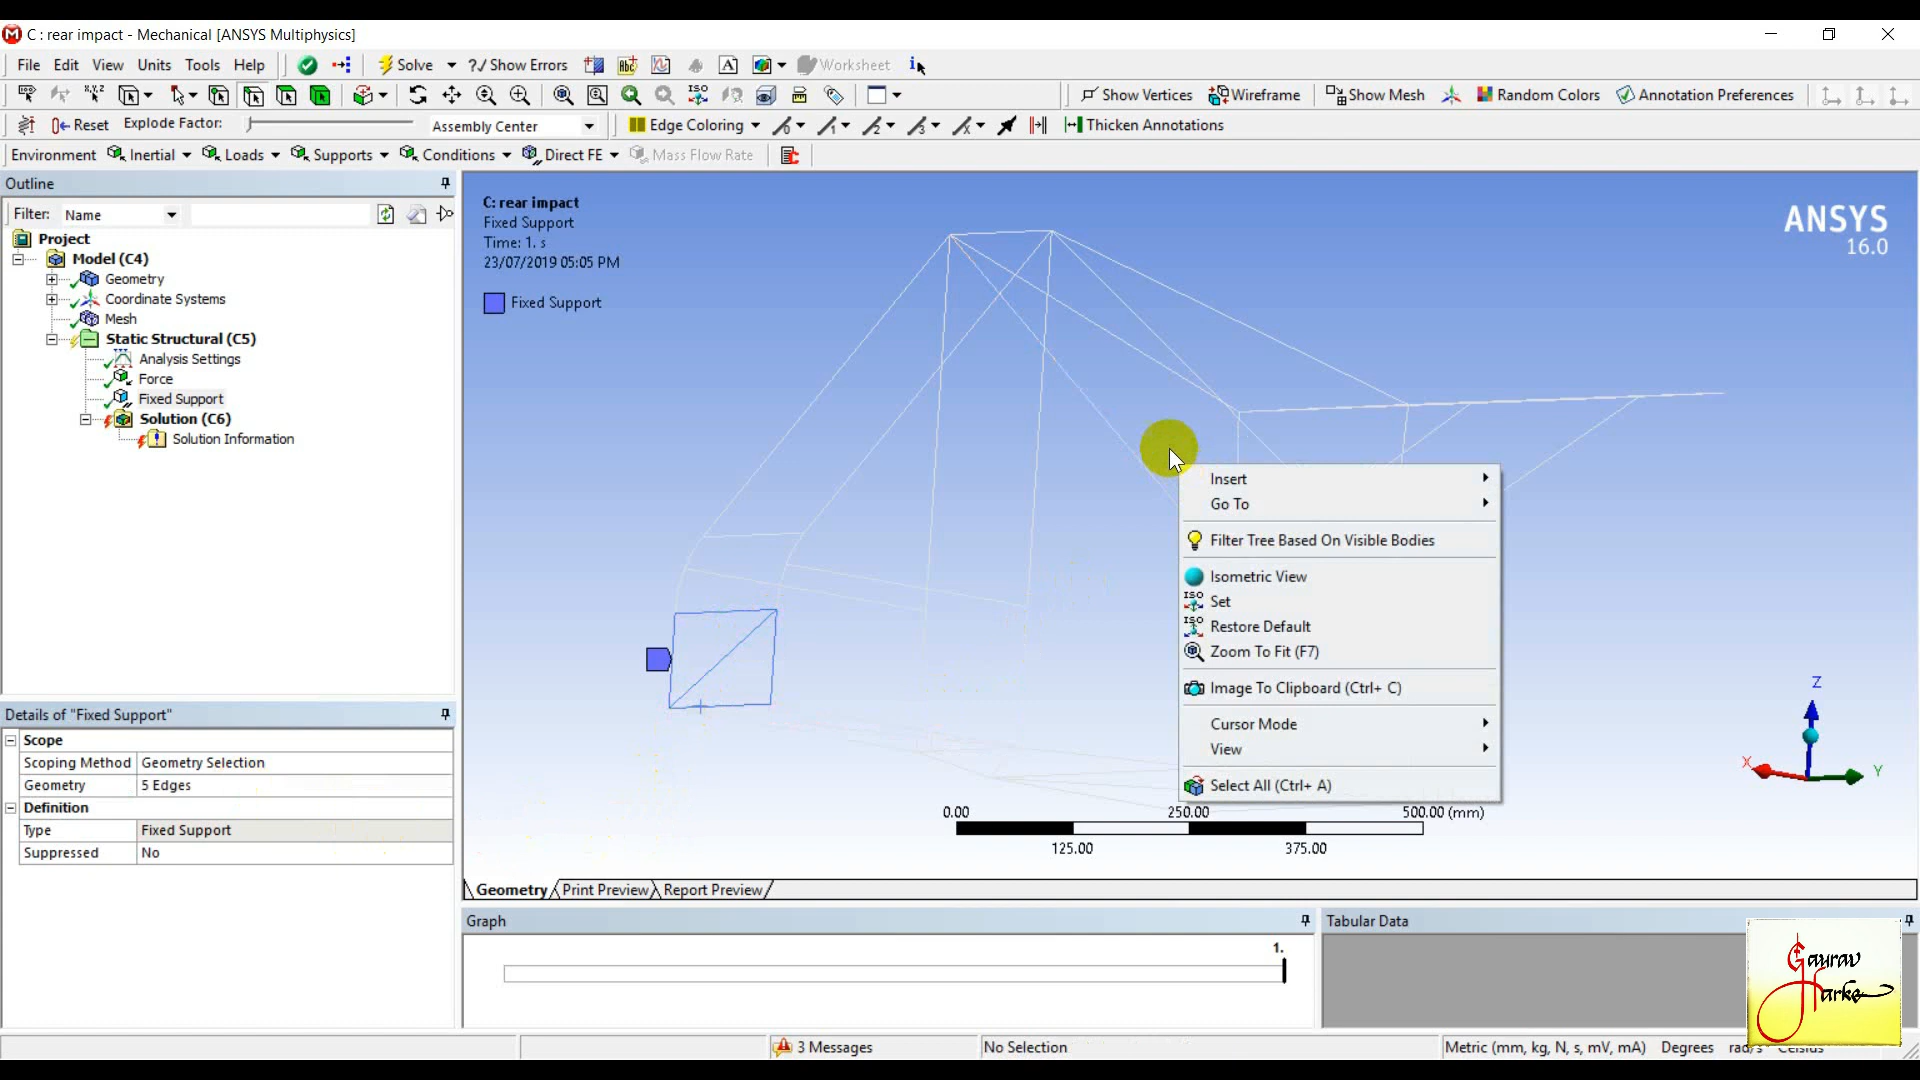 C : rear impact - Mechanical [ANSYS Multiphysics]
File Edit View Units Tools Help Solve ?/ Show Errors Worksheet
Show Vertices Wireframe Show Mesh Random Colors Annotation Preferences
Reset Explode Factor: Assembly Center Edge Coloring Thicken Annotations
Environment Inertial Loads Supports Conditions Direct FE Mass Flow Rate
Outline
Filter: Name
Project
Model (C4)
Geometry
Coordinate Systems
Mesh
Static Structural (C5)
Analysis Settings
Force
Fixed Support
Solution (C6)
Solution Information
Details of "Fixed Support"
Scope
Scoping Method Geometry Selection
Geometry 5 Edges
Definition
Type Fixed Support
Suppressed No
C: rear impact
Fixed Support
Time: 1. s
23/07/2019 05:05 PM
Fixed Support
ANSYS
16.0
Insert
Go To
Filter Tree Based On Visible Bodies
Isometric View
ISO Set
ISO Restore Default
Zoom To Fit (F7)
Image To Clipboard (Ctrl+ C)
Cursor Mode
View
Select All (Ctrl+ A)
Z
X
Y
0.00 250.00 500.00 (mm)
125.00 375.00
Geometry Print Preview Report Preview
Graph
1.
Tabular Data
Gaurav
Harke
3 Messages No Selection Metric (mm, kg, N, s, mV, mA) Degrees rad/s Celsius